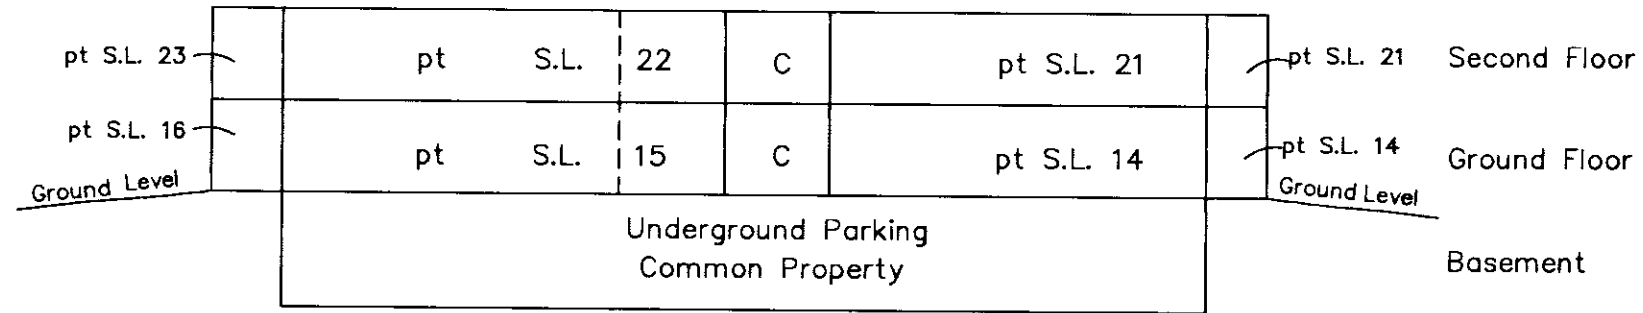 pt S.L. 23 pt S.L. 22 C pt S.L. 21 pt S.L. 21 Second Floor
pt S.L. 16 pt S.L. 15 C pt S.L. 14 pt S.L. 14 Ground Floor
Ground Level Ground Level
Underground Parking
Common Property Basement